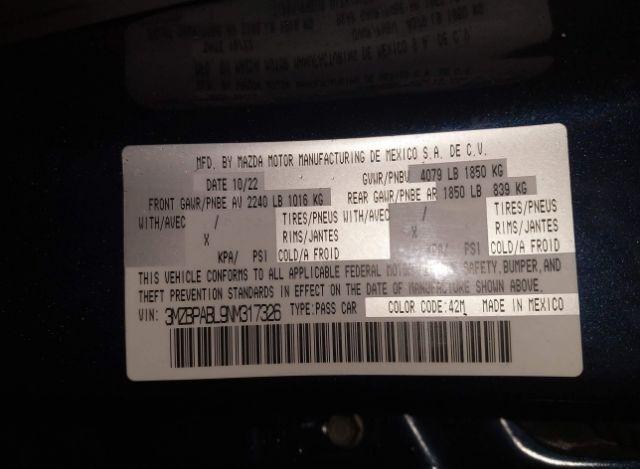 MFD. BY MAZDA MOTOR MANUFACTURING DE MEXICO S.A. DE C.V.
DATE 10/22 GVWR/PNBV 4079 LB 1850 KG
FRONT GAWR/PNBE AV 2240 LB 1016 KG REAR GAWR/PNBE AR 1850 LB 839 KG
WITH/AVEC / TIRES/PNEUS WITH/AVEC / TIRES/PNEUS
X RIMS/JANTES X RIMS/JANTES
KPA/ PSI COLD/A FROID KPA/ PSI COLD/A FROID
THIS VEHICLE CONFORMS TO ALL APPLICABLE FEDERAL MOTOR SAFETY, BUMPER, AND
THEFT PREVENTION STANDARDS IN EFFECT ON THE DATE OF MANUFACTURE SHOWN ABOVE.
VIN: 3MZBPABL9NM317326 TYPE:PASS CAR COLOR CODE:42M MADE IN MEXICO